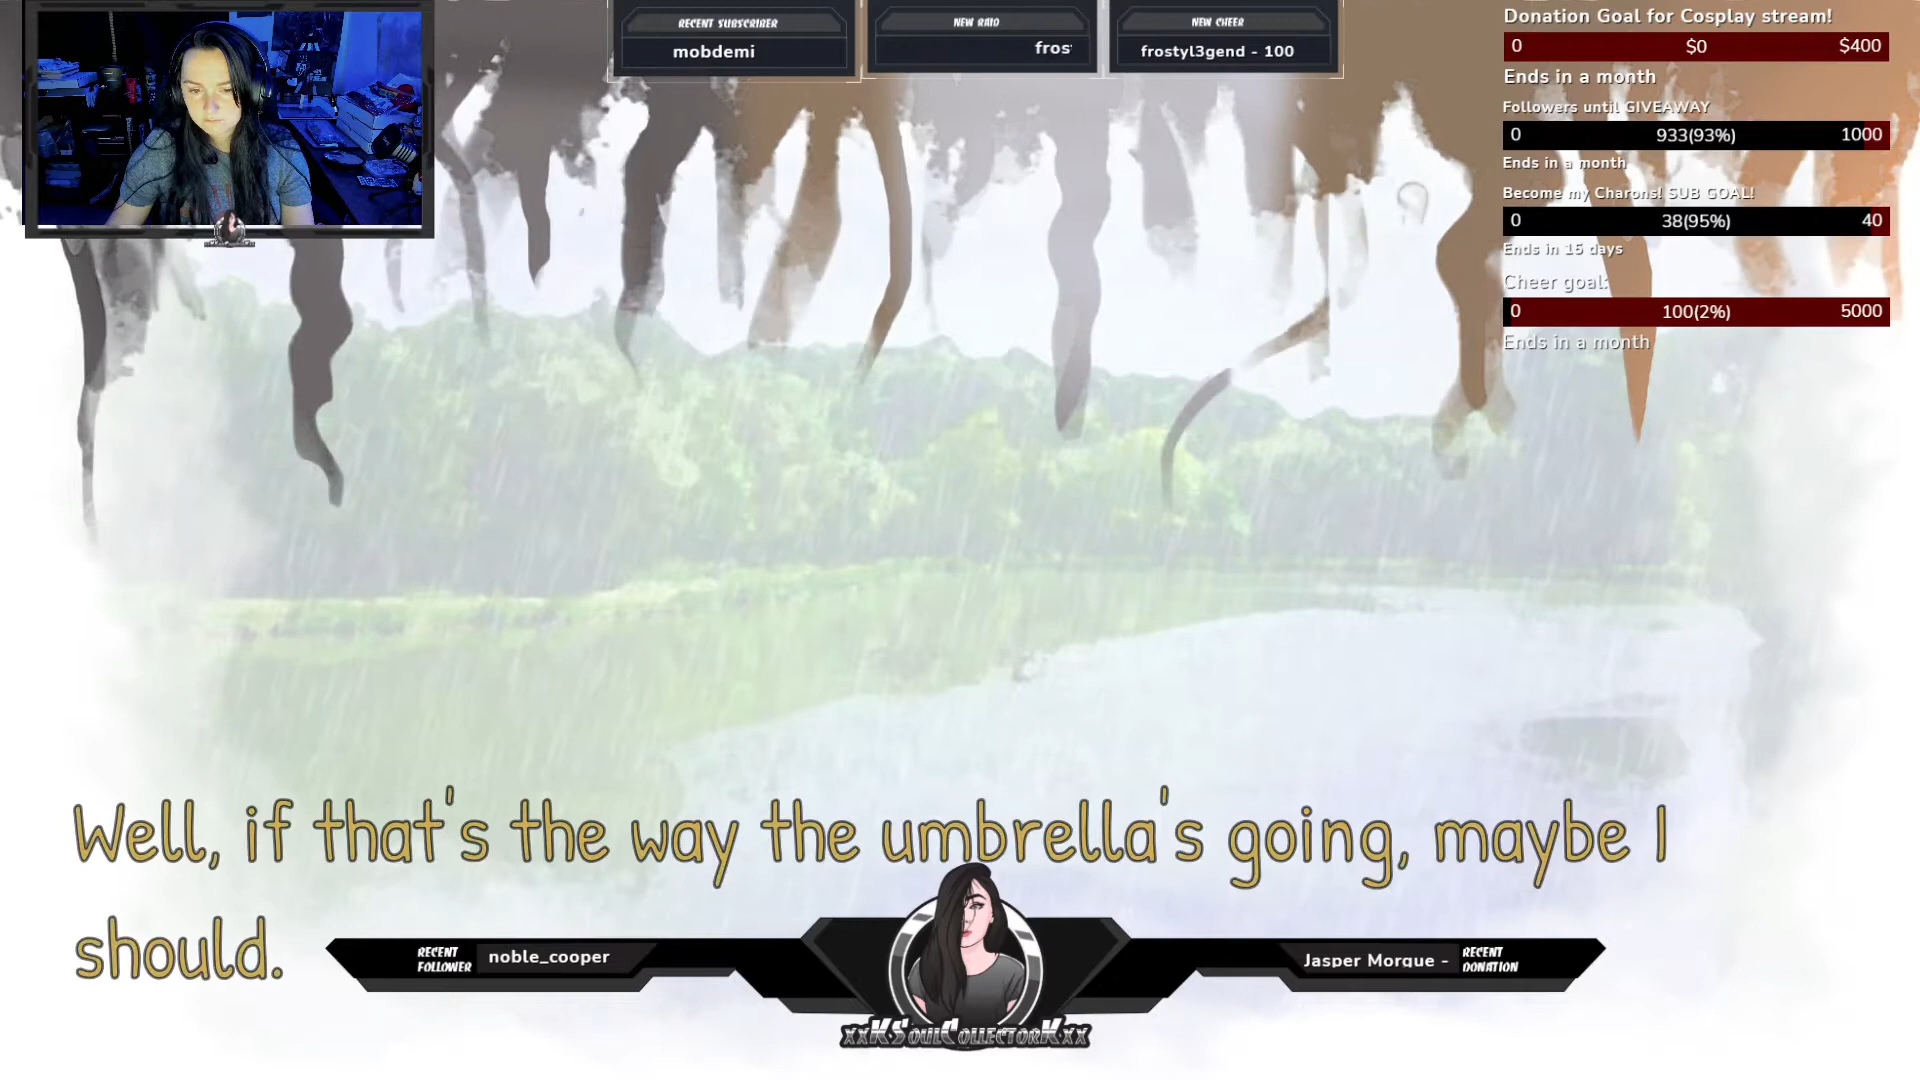 RECENT SUBSCRIBER
mobdemi
NEW RAID
fros
NEW CHEER
frostyl3gend - 100
Donation Goal for Cosplay stream!
0 $0 $400
Ends in a month
Followers until GIVEAWAY
0 933(93%) 1000
Ends in a month
Become my Charons! SUB GOAL!
0 38(95%) 40
Ends in 15 days
Cheer goal:
0 100(2%) 5000
Ends in a month
Well, if that's the way the umbrella's going, maybe I
should.
RECENT
FOLLOWER
noble_cooper
Jasper Morgue -
RECENT
DONATION
xxKSoulCollectorKxx